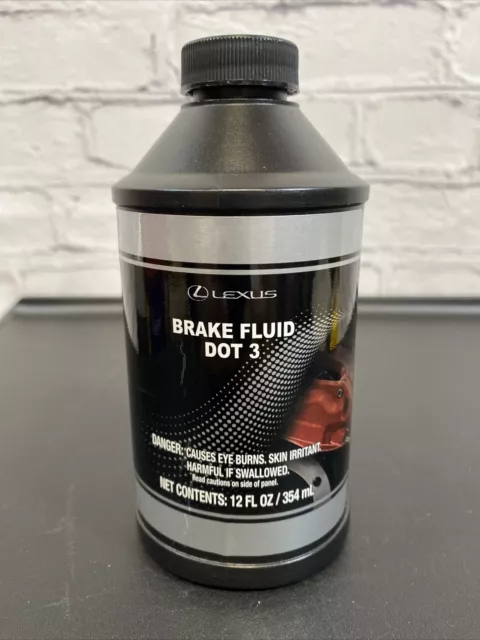 LEXUS
BRAKE FLUID
DOT 3
DANGER: CAUSES EYE BURNS. SKIN IRRITANT.
HARMFUL IF SWALLOWED.
Read cautions on side of panel.
NET CONTENTS: 12 FL OZ / 354 mL